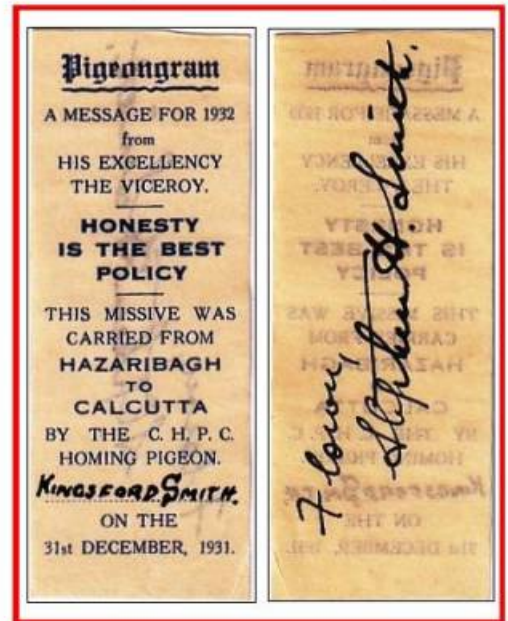 Pigeongram
A MESSAGE FOR 1932
from
HIS EXCELLENCY
THE VICEROY.
HONESTY
IS THE BEST
POLICY
THIS MISSIVE WAS
CARRIED FROM
HAZARIBAGH
TO
CALCUTTA
BY THE C. H. P. C.
HOMING PIGEON.
KINGSFORD SMITH.
ON THE
31st DECEMBER, 1931.
Flown,
Stephen H. Smith.